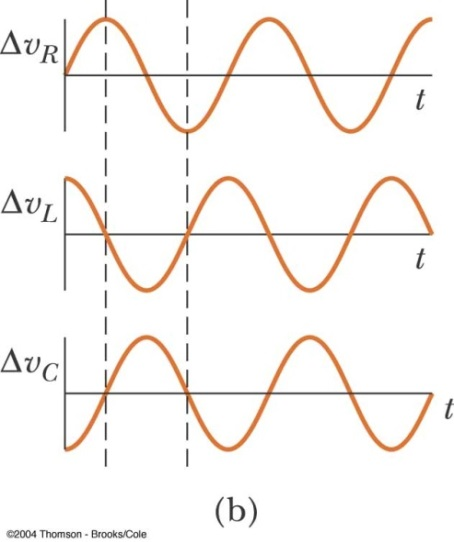 Δv_R
t
Δv_L
t
Δv_C
t
(b)
©2004 Thomson - Brooks/Cole